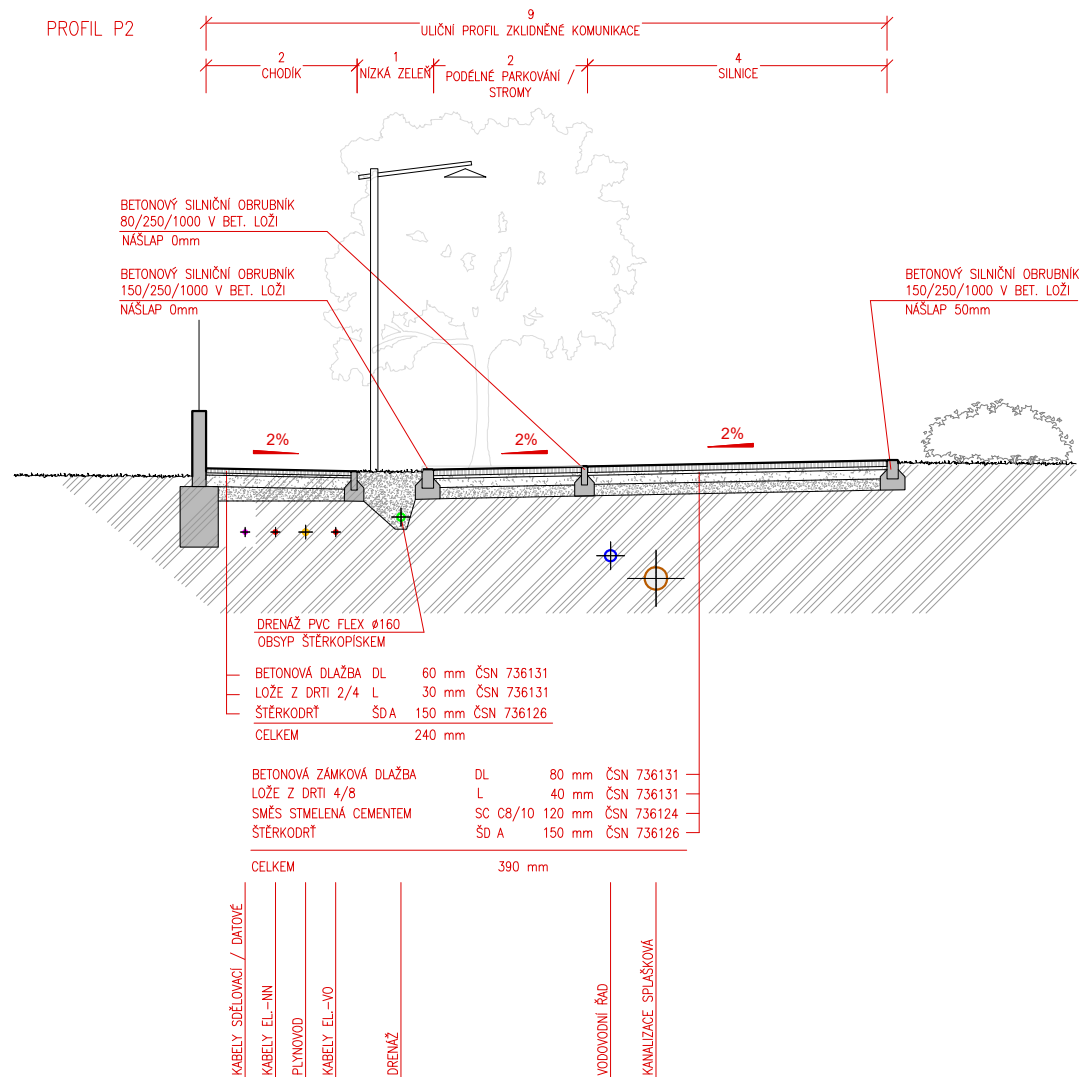 PROFIL P2
9
ULIČNÍ PROFIL ZKLIDNĚNÉ KOMUNIKACE
2
CHODÍK
1
NÍZKÁ ZELEŇ
2
PODÉLNÉ PARKOVÁNÍ /
STROMY
4
SILNICE
BETONOVÝ SILNIČNÍ OBRUBNÍK
80/250/1000 V BET. LOŽI
NÁŠLAP 0mm
BETONOVÝ SILNIČNÍ OBRUBNÍK
150/250/1000 V BET. LOŽI
NÁŠLAP 0mm
BETONOVÝ SILNIČNÍ OBRUBNÍK
150/250/1000 V BET. LOŽI
NÁŠLAP 50mm
2%
2%
2%
DRENÁŽ PVC FLEX ø160
OBSYP ŠTĚRKOPÍSKEM
BETONOVÁ DLAŽBA DL 60 mm ČSN 736131
LOŽE Z DRTI 2/4 L 30 mm ČSN 736131
ŠTĚRKODRŤ ŠDA 150 mm ČSN 736126
CELKEM 240 mm
BETONOVÁ ZÁMKOVÁ DLAŽBA DL 80 mm ČSN 736131
LOŽE Z DRTI 4/8 L 40 mm ČSN 736131
SMĚS STMELENÁ CEMENTEM SC C8/10 120 mm ČSN 736124
ŠTĚRKODRŤ ŠD A 150 mm ČSN 736126
CELKEM 390 mm
KABELY SDĚLOVACÍ / DATOVÉ
KABELY EL.-NN
PLYNOVOD
KABELY EL.-VO
DRENÁŽ
VODOVODNÍ ŘAD
KANALIZACE SPLAŠKOVÁ